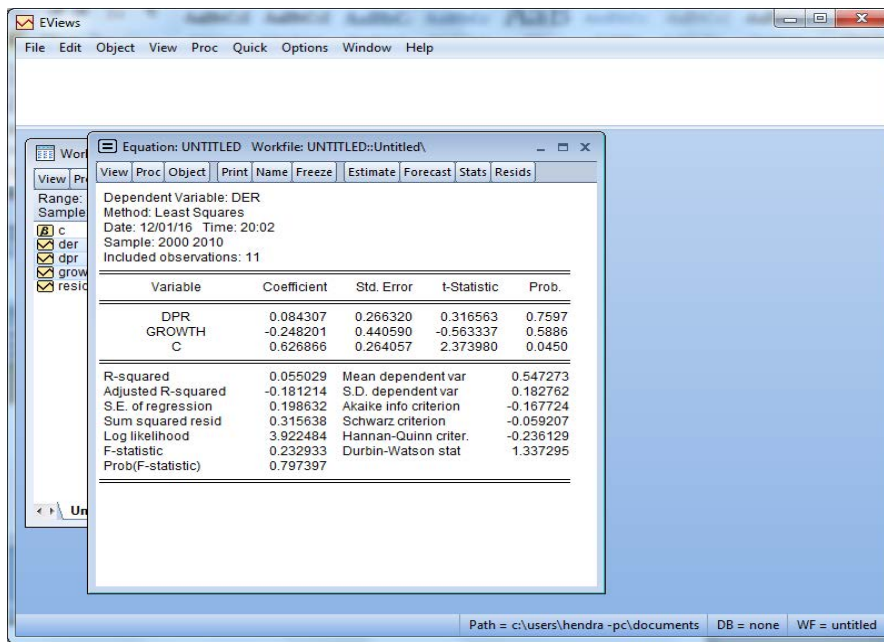 EViews
File Edit Object View Proc Quick Options Window Help
Equation: UNTITLED Workfile: UNTITLED::Untitled\
View Proc Object Print Name Freeze Estimate Forecast Stats Resids
View
Range:
Sample
c
der
dpr
grow
resid
Dependent Variable: DER
Method: Least Squares
Date: 12/01/16 Time: 20:02
Sample: 2000 2010
Included observations: 11
Variable Coefficient Std. Error t-Statistic Prob.
DPR 0.084307 0.266320 0.316563 0.7597
GROWTH -0.248201 0.440590 -0.563337 0.5886
C 0.626866 0.264057 2.373980 0.0450
R-squared 0.055029 Mean dependent var 0.547273
Adjusted R-squared -0.181214 S.D. dependent var 0.182762
S.E. of regression 0.198632 Akaike info criterion -0.167724
Sum squared resid 0.315638 Schwarz criterion -0.059207
Log likelihood 3.922484 Hannan-Quinn criter. -0.236129
F-statistic 0.232933 Durbin-Watson stat 1.337295
Prob(F-statistic) 0.797397
Path = c:\users\hendra -pc\documents DB = none WF = untitled